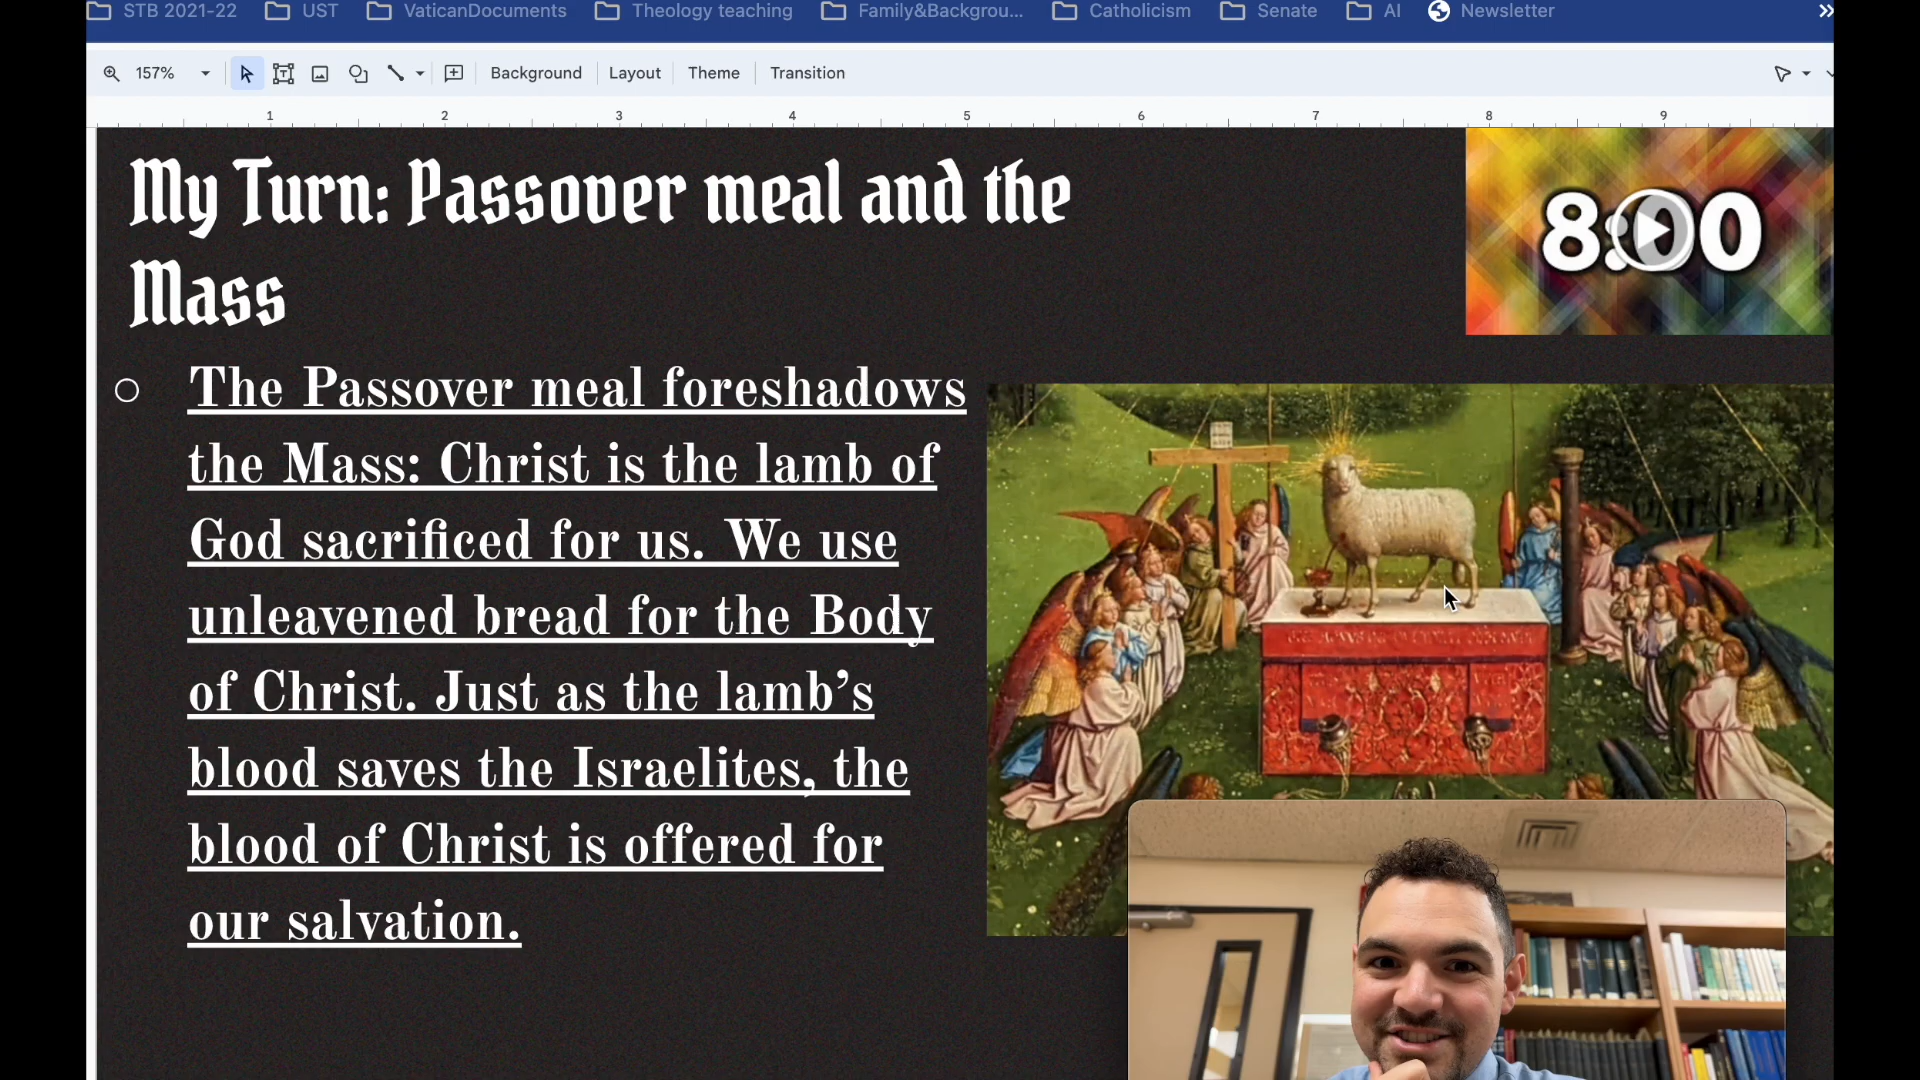 STB 2021-22 UST VaticanDocuments Theology teaching Family&Backgrou... Catholicism Senate AI Newsletter »
157% Background Layout Theme Transition
1 2 3 4 5 6 7 8 9
My Turn: Passover meal and the
Mass
8:00
The Passover meal foreshadows
the Mass: Christ is the lamb of
God sacrificed for us. We use
unleavened bread for the Body
of Christ. Just as the lamb’s
blood saves the Israelites, the
blood of Christ is offered for
our salvation.